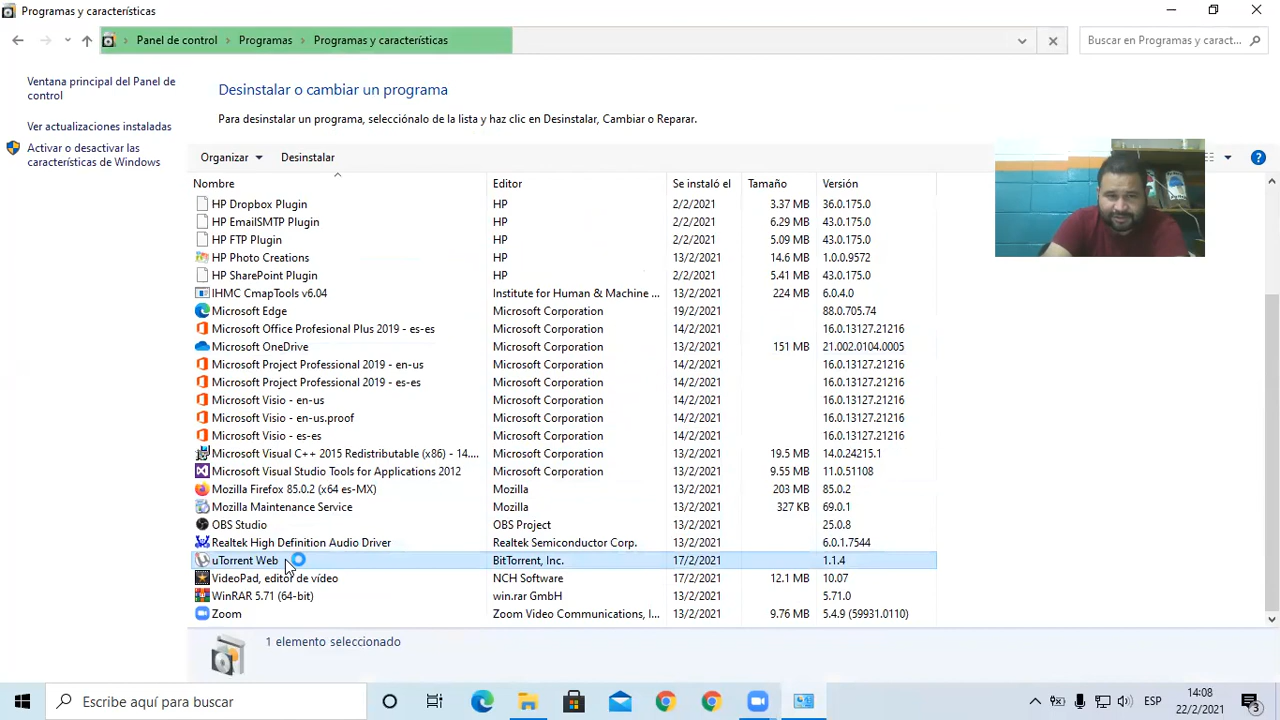 Programas y características
Panel de control > Programas > Programas y características
Buscar en Programas y caract...
Ventana principal del Panel de
control
Ver actualizaciones instaladas
Activar o desactivar las
características de Windows
Desinstalar o cambiar un programa
Para desinstalar un programa, selecciónalo de la lista y haz clic en Desinstalar, Cambiar o Reparar.
Organizar Desinstalar
Nombre Editor Se instaló el Tamaño Versión
HP Dropbox Plugin HP 2/2/2021 3.37 MB 36.0.175.0
HP EmailSMTP Plugin HP 2/2/2021 6.29 MB 43.0.175.0
HP FTP Plugin HP 2/2/2021 5.09 MB 43.0.175.0
HP Photo Creations HP 13/2/2021 14.6 MB 1.0.0.9572
HP SharePoint Plugin HP 2/2/2021 5.41 MB 43.0.175.0
IHMC CmapTools v6.04 Institute for Human & Machine ... 13/2/2021 224 MB 6.0.4.0
Microsoft Edge Microsoft Corporation 19/2/2021 88.0.705.74
Microsoft Office Profesional Plus 2019 - es-es Microsoft Corporation 14/2/2021 16.0.13127.21216
Microsoft OneDrive Microsoft Corporation 13/2/2021 151 MB 21.002.0104.0005
Microsoft Project Professional 2019 - en-us Microsoft Corporation 14/2/2021 16.0.13127.21216
Microsoft Project Professional 2019 - es-es Microsoft Corporation 14/2/2021 16.0.13127.21216
Microsoft Visio - en-us Microsoft Corporation 14/2/2021 16.0.13127.21216
Microsoft Visio - en-us.proof Microsoft Corporation 14/2/2021 16.0.13127.21216
Microsoft Visio - es-es Microsoft Corporation 14/2/2021 16.0.13127.21216
Microsoft Visual C++ 2015 Redistributable (x86) - 14.... Microsoft Corporation 13/2/2021 19.5 MB 14.0.24215.1
Microsoft Visual Studio Tools for Applications 2012 Microsoft Corporation 13/2/2021 9.55 MB 11.0.51108
Mozilla Firefox 85.0.2 (x64 es-MX) Mozilla 13/2/2021 203 MB 85.0.2
Mozilla Maintenance Service Mozilla 13/2/2021 327 KB 69.0.1
OBS Studio OBS Project 13/2/2021 25.0.8
Realtek High Definition Audio Driver Realtek Semiconductor Corp. 13/2/2021 6.0.1.7544
uTorrent Web BitTorrent, Inc. 17/2/2021 1.1.4
VideoPad, editor de vídeo NCH Software 17/2/2021 12.1 MB 10.07
WinRAR 5.71 (64-bit) win.rar GmbH 13/2/2021 5.71.0
Zoom Zoom Video Communications, I... 13/2/2021 9.76 MB 5.4.9 (59931.0110)
1 elemento seleccionado
Escribe aquí para buscar
ESP
14:08
22/2/2021
3